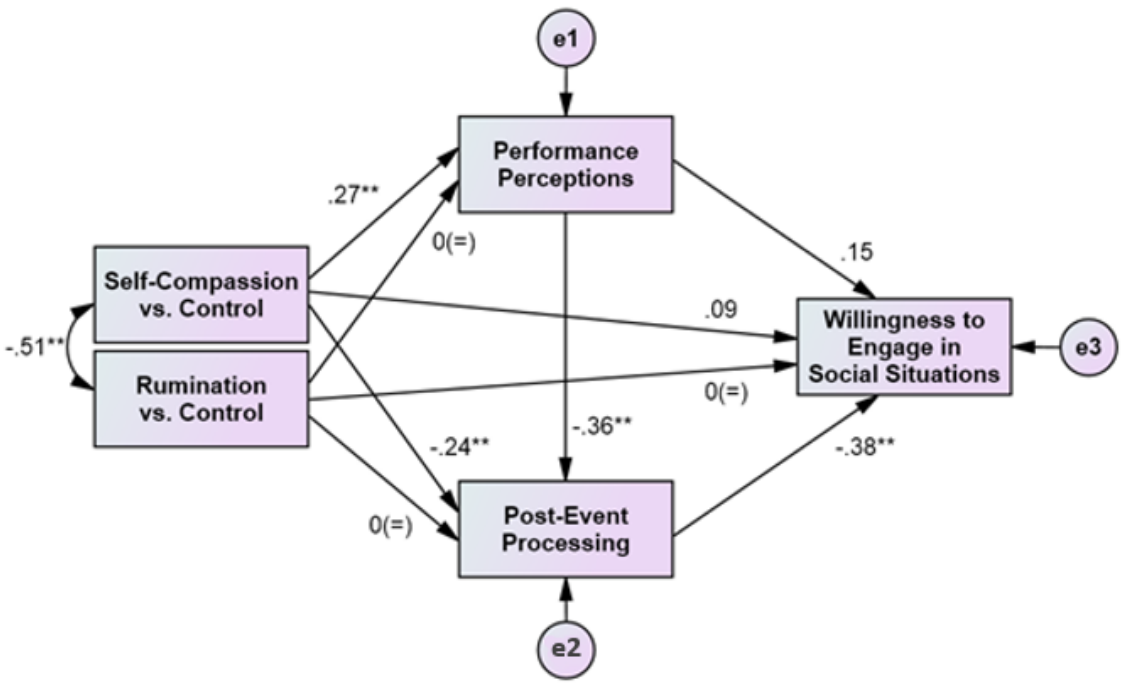 e1
Performance
Perceptions
.27**
0(=)
Self-Compassion
vs. Control
-.51**
Rumination
vs. Control
.15
.09
0(=)
Willingness to
Engage in
Social Situations
e3
-.24**
-.36**
-.38**
0(=)
Post-Event
Processing
e2